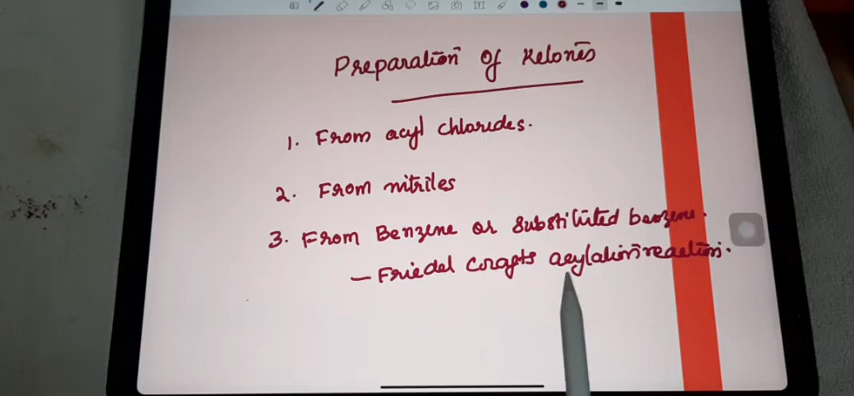 Preparation of Ketones
1. From acyl chlorides.
2. From nitriles
3. From Benzene or Substituted benzene.
- Friedel Crafts acylation reaction.